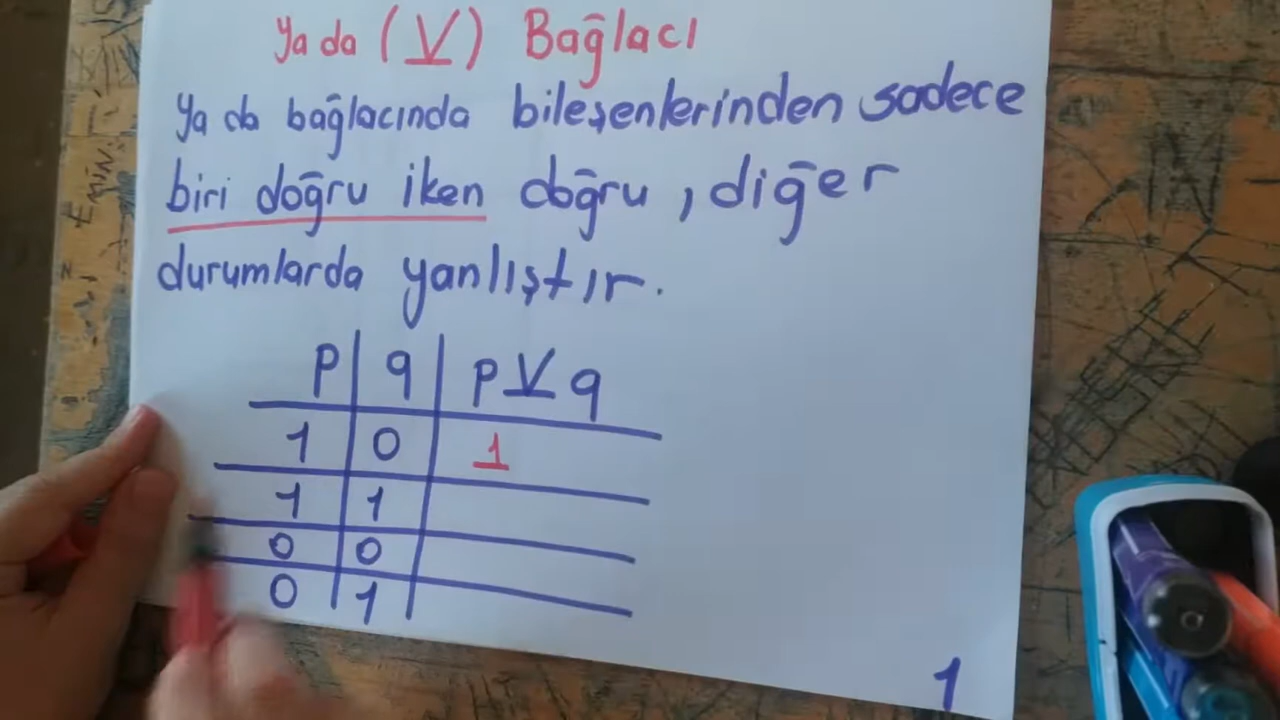 Ya da (V) Bağlacı
Ya da bağlacında bileşenlerinden sadece
biri doğru iken doğru, diğer
durumlarda yanlıştır.
p q p V q
1 0 1
1 1
0 0
0 1
1
Emin.